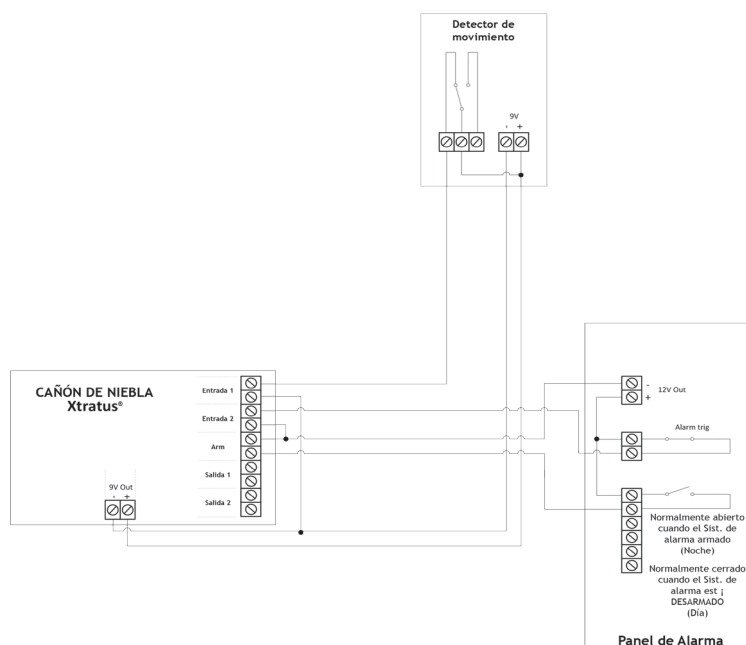 Detector de
movimiento
9V
- +
CAÑÓN DE NIEBLA
Xtratus®
Entrada 1
Entrada 2
Arm
Salida 1
Salida 2
9V Out
- +
-
12V Out
+
Alarm trig
Normalmente abierto
cuando el Sist. de
alarma armado
(Noche)
Normalmente cerrado
cuando el Sist. de
alarma est ¡
DESARMADO
(Día)
Panel de Alarma